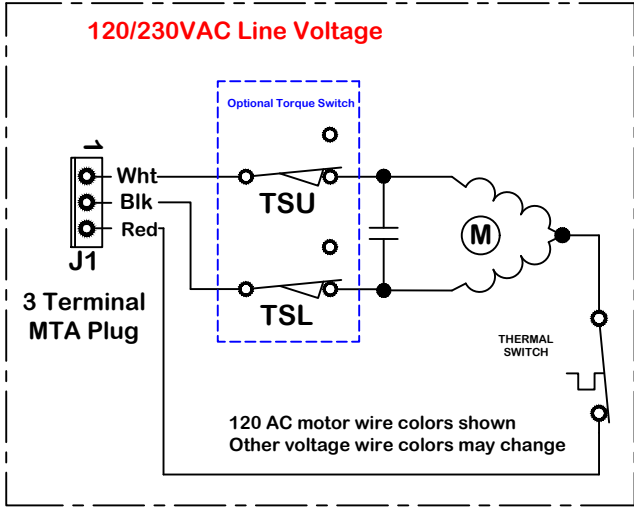 120/230VAC Line Voltage
Optional Torque Switch
1
Wht
Blk
Red
TSU
J1
M
TSL
3 Terminal
MTA Plug
THERMAL
SWITCH
120 AC motor wire colors shown
Other voltage wire colors may change